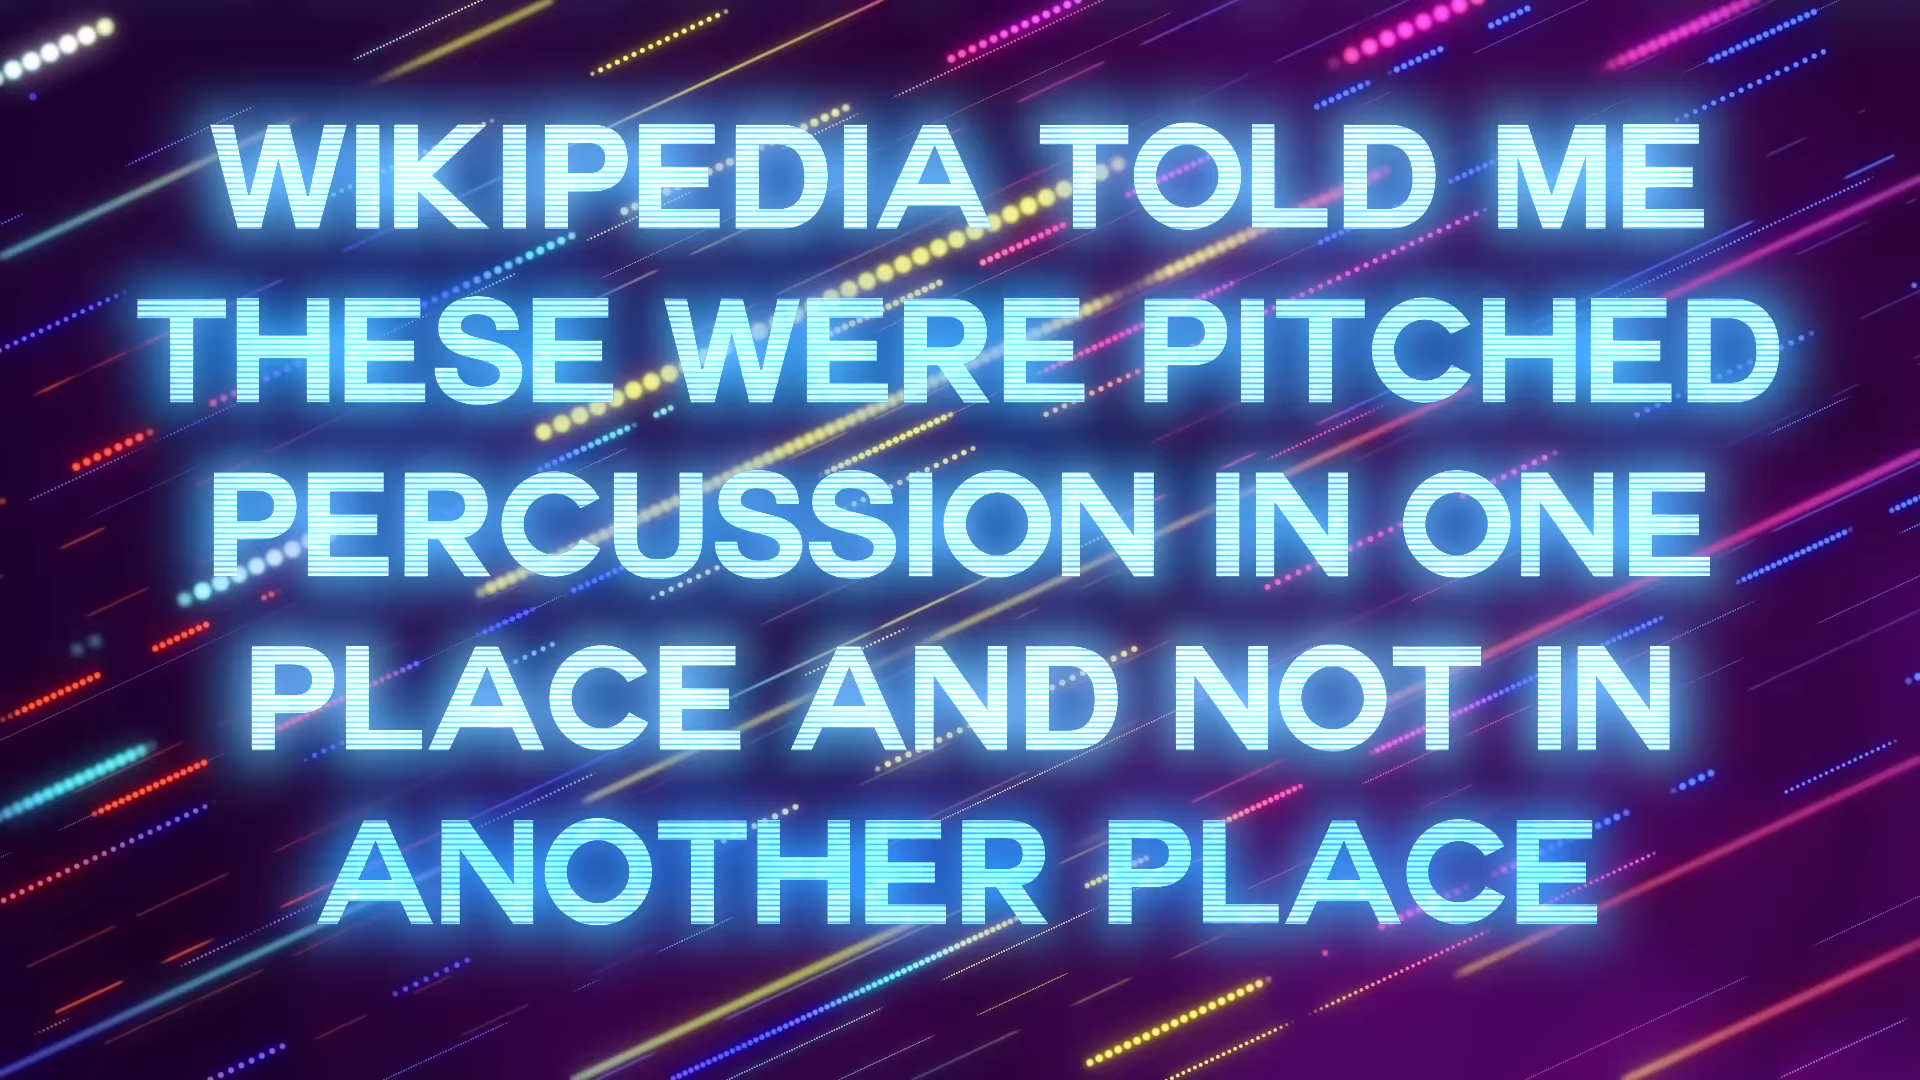 WIKIPEDIA TOLD ME
THESE WERE PITCHED
PERCUSSION IN ONE
PLACE AND NOT IN
ANOTHER PLACE